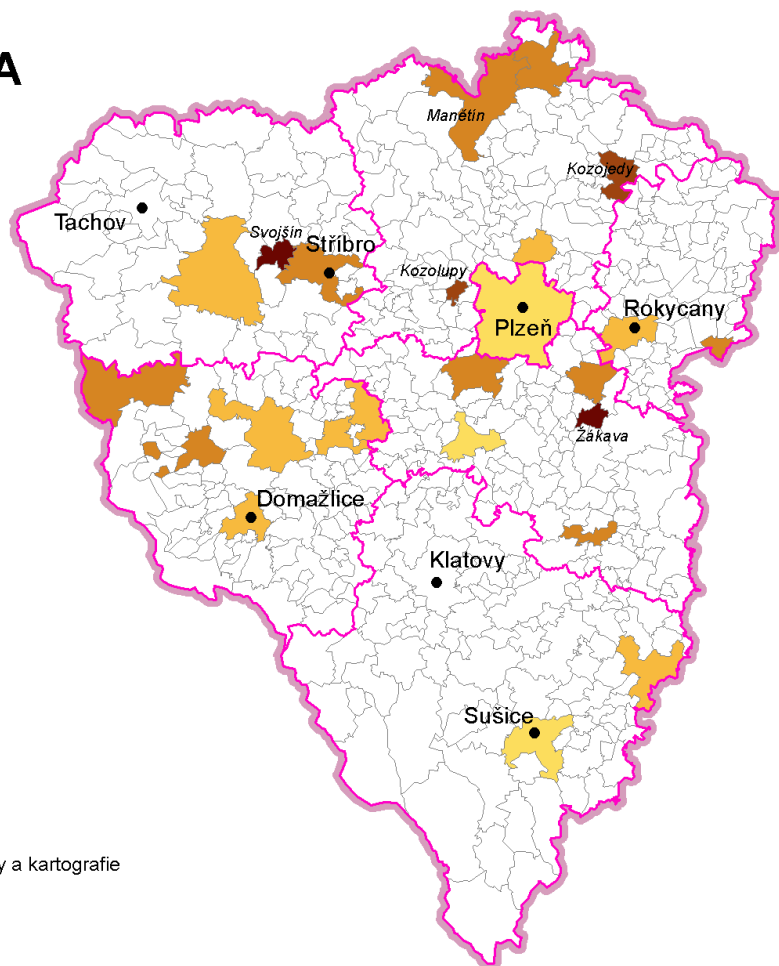 A
Manětín
Kozojedy
Tachov
Svojšín
Stříbro
Kozolupy
Plzeň
Rokycany
Žákava
Domažlice
Klatovy
Sušice
y a kartografie